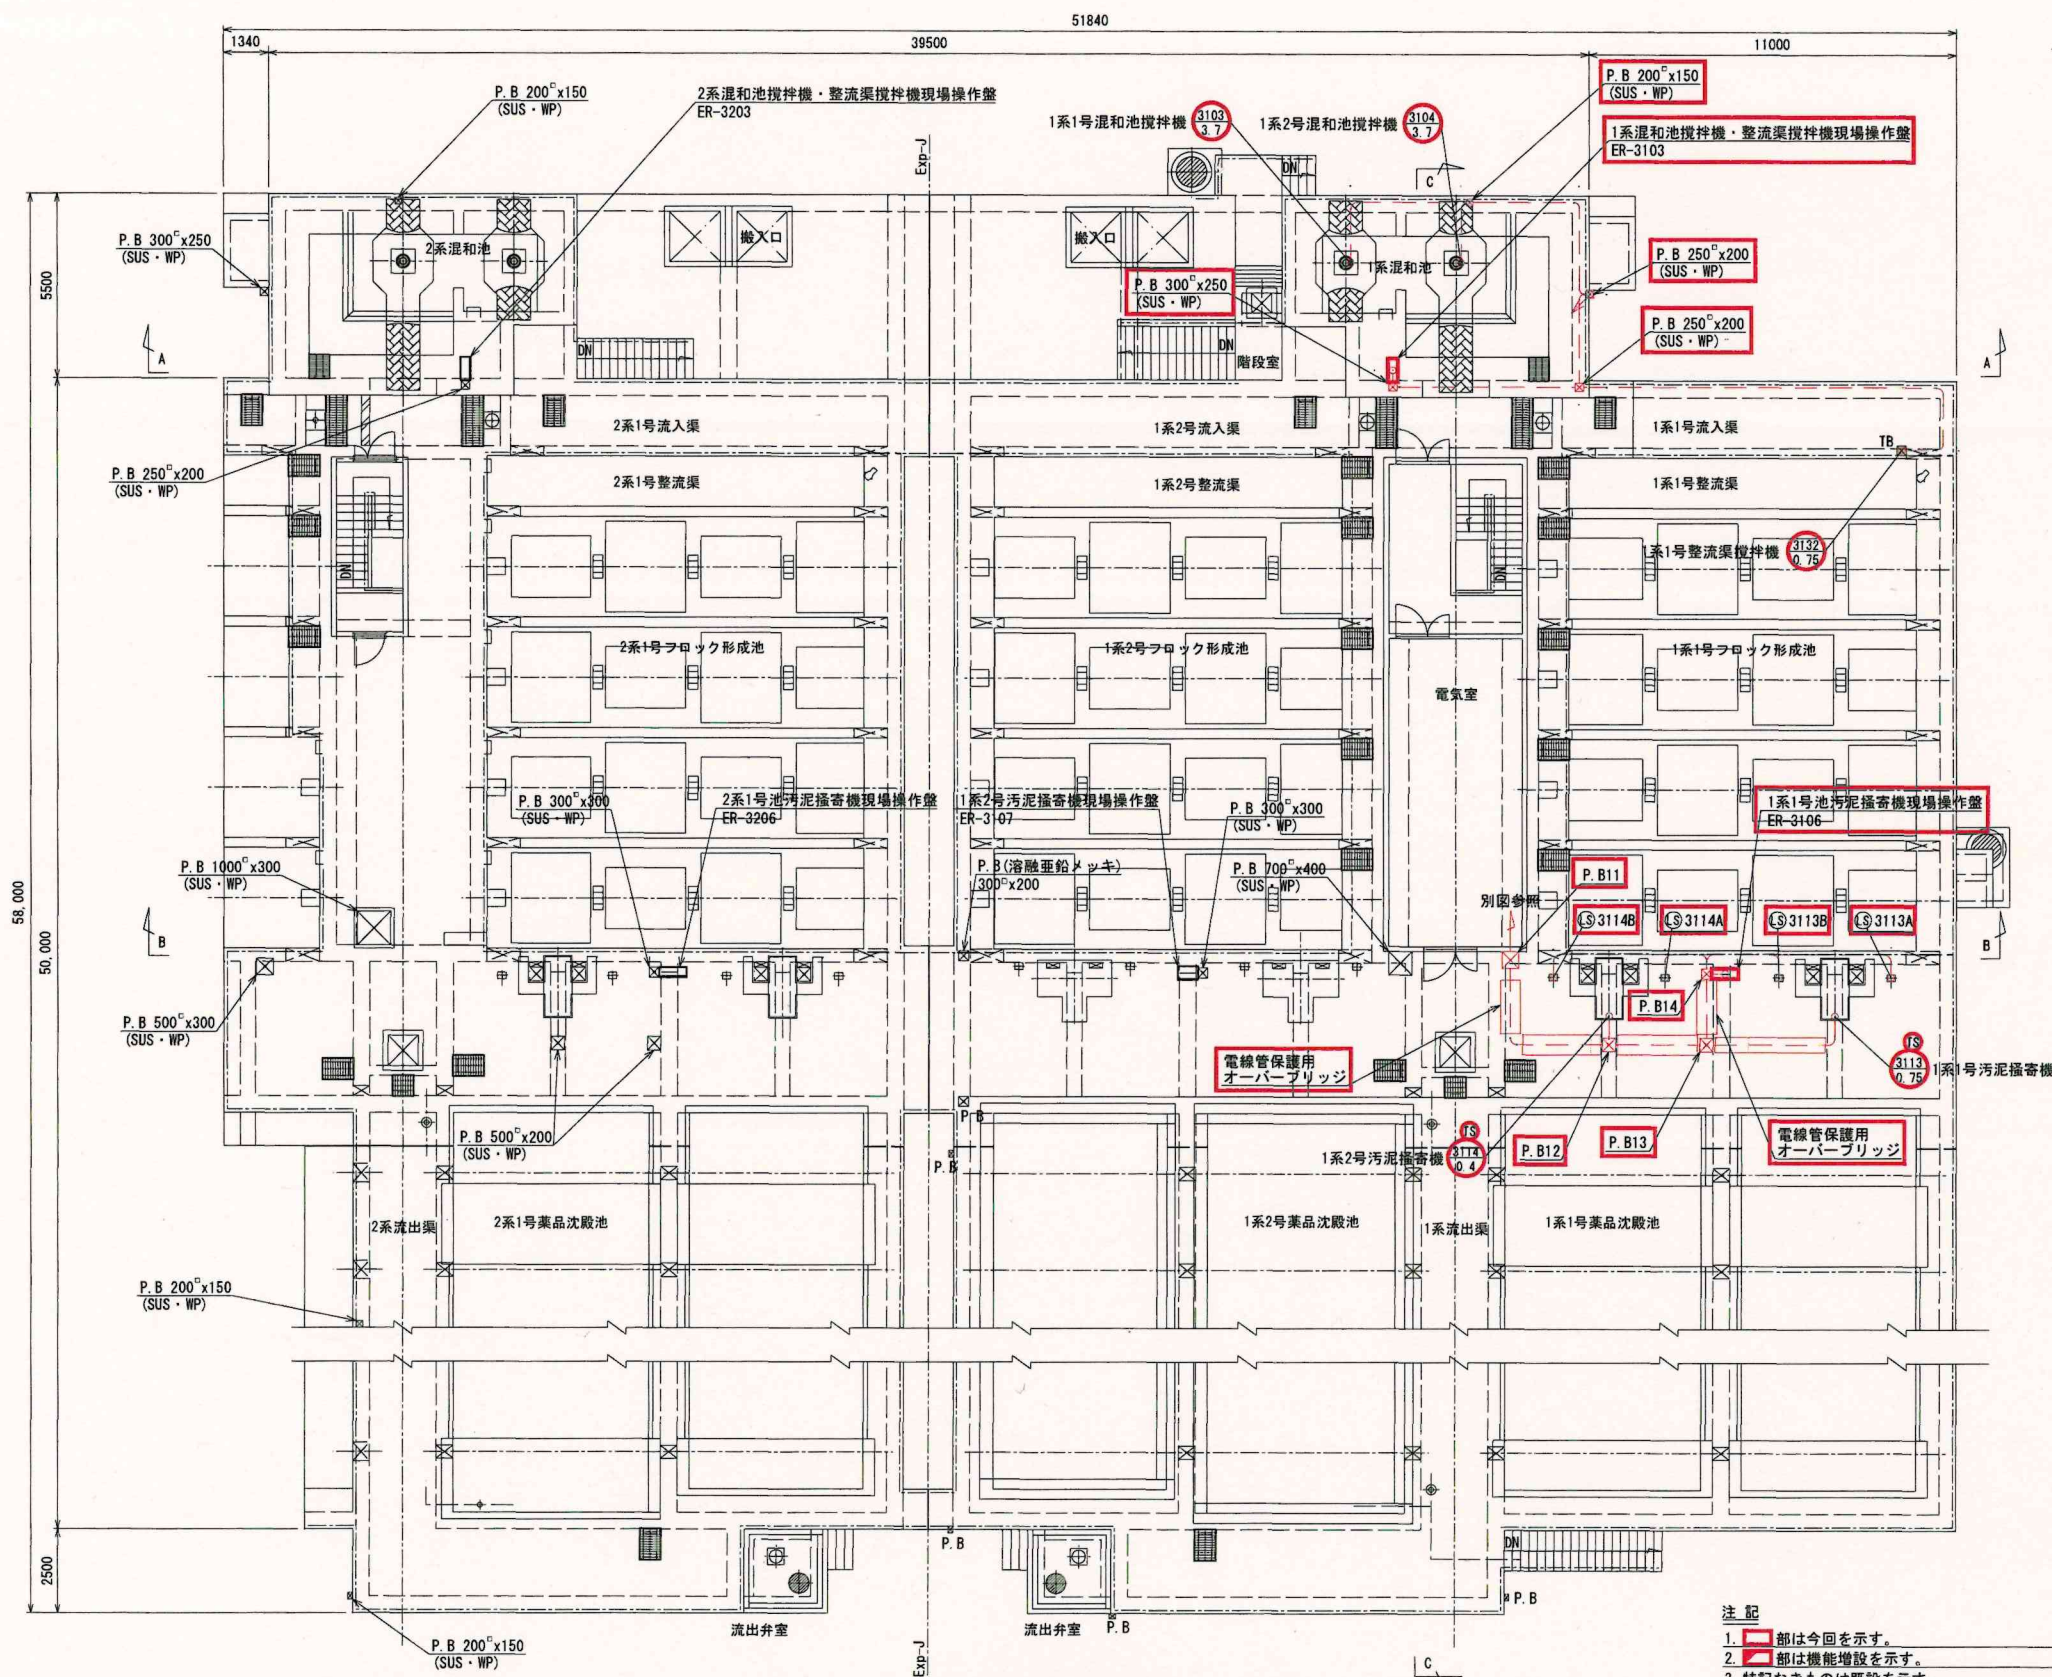 51840
1340
39500
11000
P.B 200□x150
(SUS・WP)
2系混和池撹拌機・整流渠撹拌機現場操作盤
ER-3203
Exp-J
1系1号混和池撹拌機
3103
3.7
1系2号混和池撹拌機
3104
3.7
P.B 200□x150
(SUS・WP)
1系混和池撹拌機・整流渠撹拌機現場操作盤
ER-3103
C
DN
P.B 300□x250
(SUS・WP)
2系混和池
搬入口
搬入口
1系混和池
P.B 250□x200
(SUS・WP)
P.B 300□x250
(SUS・WP)
P.B 250□x200
(SUS・WP)
5500
A
DN
DN
階段室
A
2系1号流入渠
1系2号流入渠
1系1号流入渠
TB
P.B 250□x200
(SUS・WP)
2系1号整流渠
1系2号整流渠
1系1号整流渠
1系1号整流渠撹拌機
3132
0.75
DN
DN
2系1号フロック形成池
1系2号フロック形成池
1系1号フロック形成池
電気室
P.B 300□x300
(SUS・WP)
2系1号池汚泥掻寄機現場操作盤
ER-3206
1系2号汚泥掻寄機現場操作盤
ER-3107
P.B 300□x300
(SUS・WP)
1系1号池汚泥掻寄機現場操作盤
ER-3106
P.B 1000□x300
(SUS・WP)
P.B(溶融亜鉛メッキ)
300□x200
P.B 700□x400
(SUS・WP)
P.B11
別図参照
LS 3114B
LS 3114A
LS 3113B
LS 3113A
58,000
50,000
B
B
P.B 500□x300
(SUS・WP)
P.B14
電線管保護用
オーバーブリッジ
TS
3113
0.75
1系1号汚泥掻寄機
P.B
P.B 500□x200
(SUS・WP)
P.B
TS
1系2号汚泥掻寄機
3114
0.4
P.B12
P.B13
電線管保護用
オーバーブリッジ
2系流出渠
2系1号薬品沈殿池
1系2号薬品沈殿池
1系流出渠
1系1号薬品沈殿池
P.B 200□x150
(SUS・WP)
2500
P.B
DN
P.B
流出弁室
流出弁室
P.B
P.B 200□x150
(SUS・WP)
Exp-J
C
注 記
1. 部は今回を示す。
2. 部は機能増設を示す。
3. 特記なきものは既設を示す。